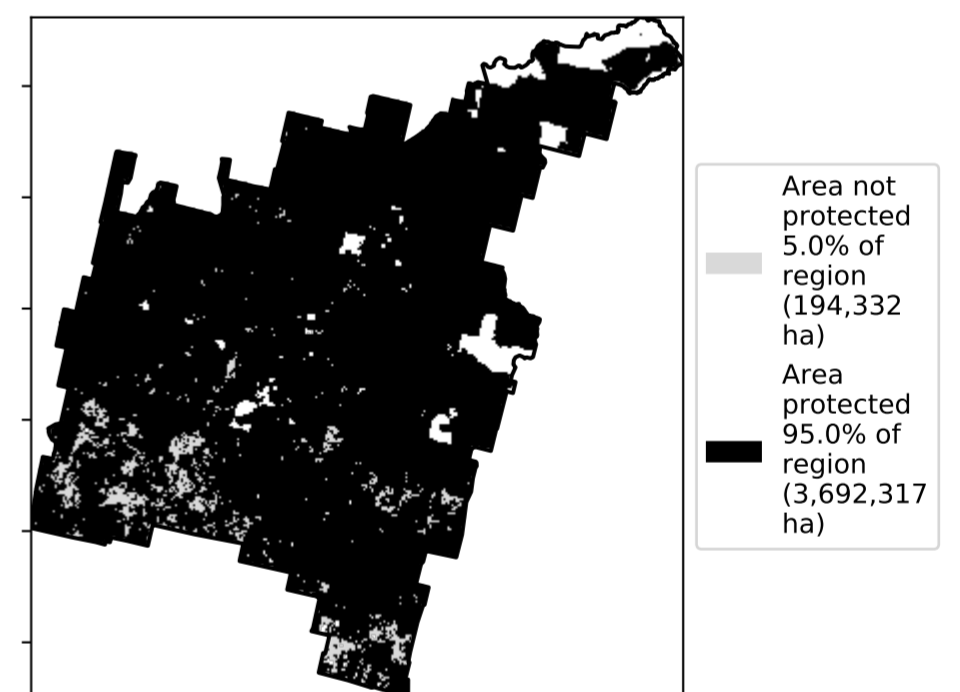 Area not
protected
5.0% of
region
(194,332
ha)
Area
protected
95.0% of
region
(3,692,317
ha)